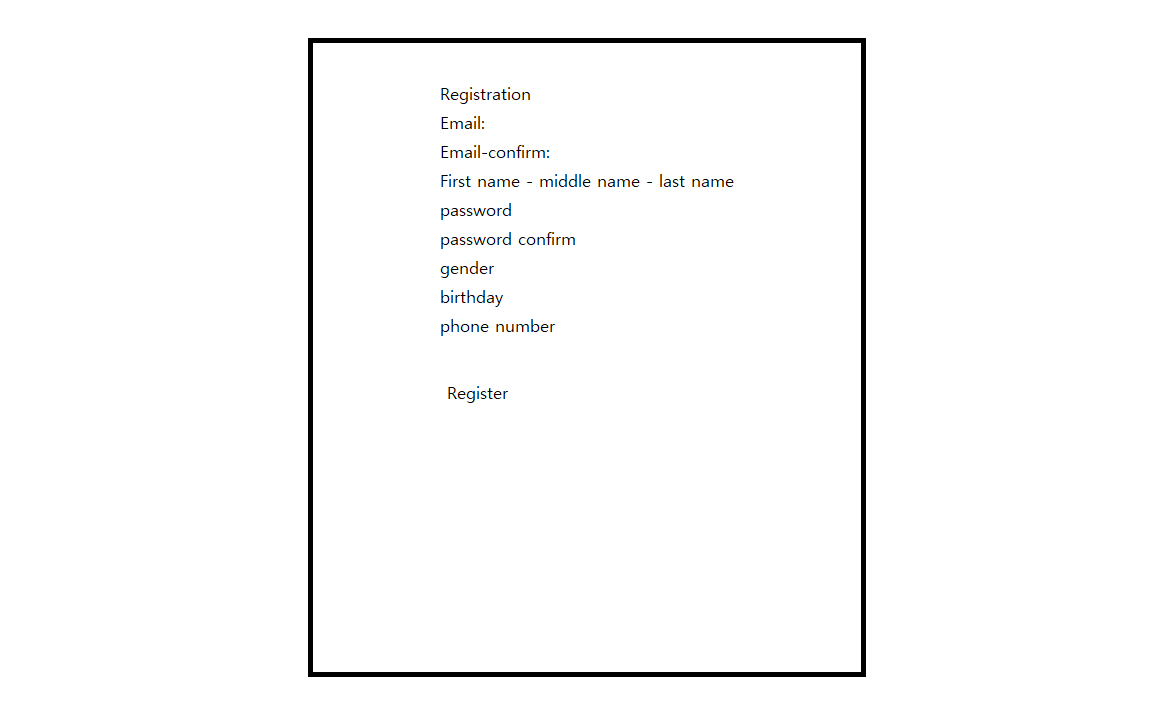 Registration
Email:
Email-confirm:
First name - middle name - last name
password
password confirm
gender
birthday
phone number
Register